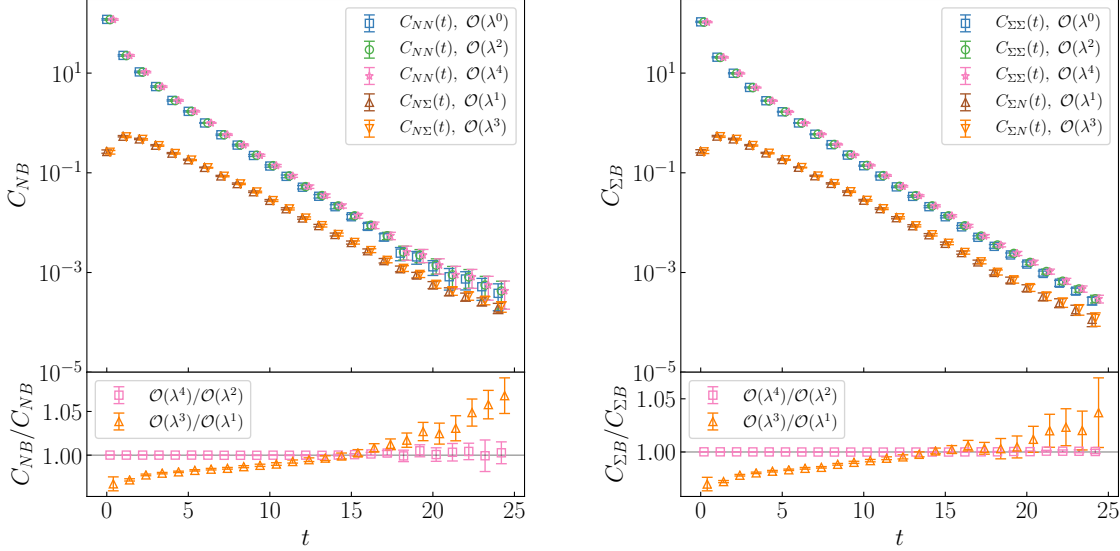 C_{NN}(t), 𝒪(λ^0)
C_{NN}(t), 𝒪(λ^2)
C_{NN}(t), 𝒪(λ^4)
C_{NΣ}(t), 𝒪(λ^1)
C_{NΣ}(t), 𝒪(λ^3)
10^1
10^{−1}
10^{−3}
10^{−5}
C_{NB}
𝒪(λ^4)/𝒪(λ^2)
𝒪(λ^3)/𝒪(λ^1)
1.05
1.00
C_{NB}/C_{NB}
0 5 10 15 20 25
t
C_{ΣΣ}(t), 𝒪(λ^0)
C_{ΣΣ}(t), 𝒪(λ^2)
C_{ΣΣ}(t), 𝒪(λ^4)
C_{ΣN}(t), 𝒪(λ^1)
C_{ΣN}(t), 𝒪(λ^3)
10^1
10^{−1}
10^{−3}
10^{−5}
C_{ΣB}
𝒪(λ^4)/𝒪(λ^2)
𝒪(λ^3)/𝒪(λ^1)
1.05
1.00
C_{ΣB}/C_{ΣB}
0 5 10 15 20 25
t